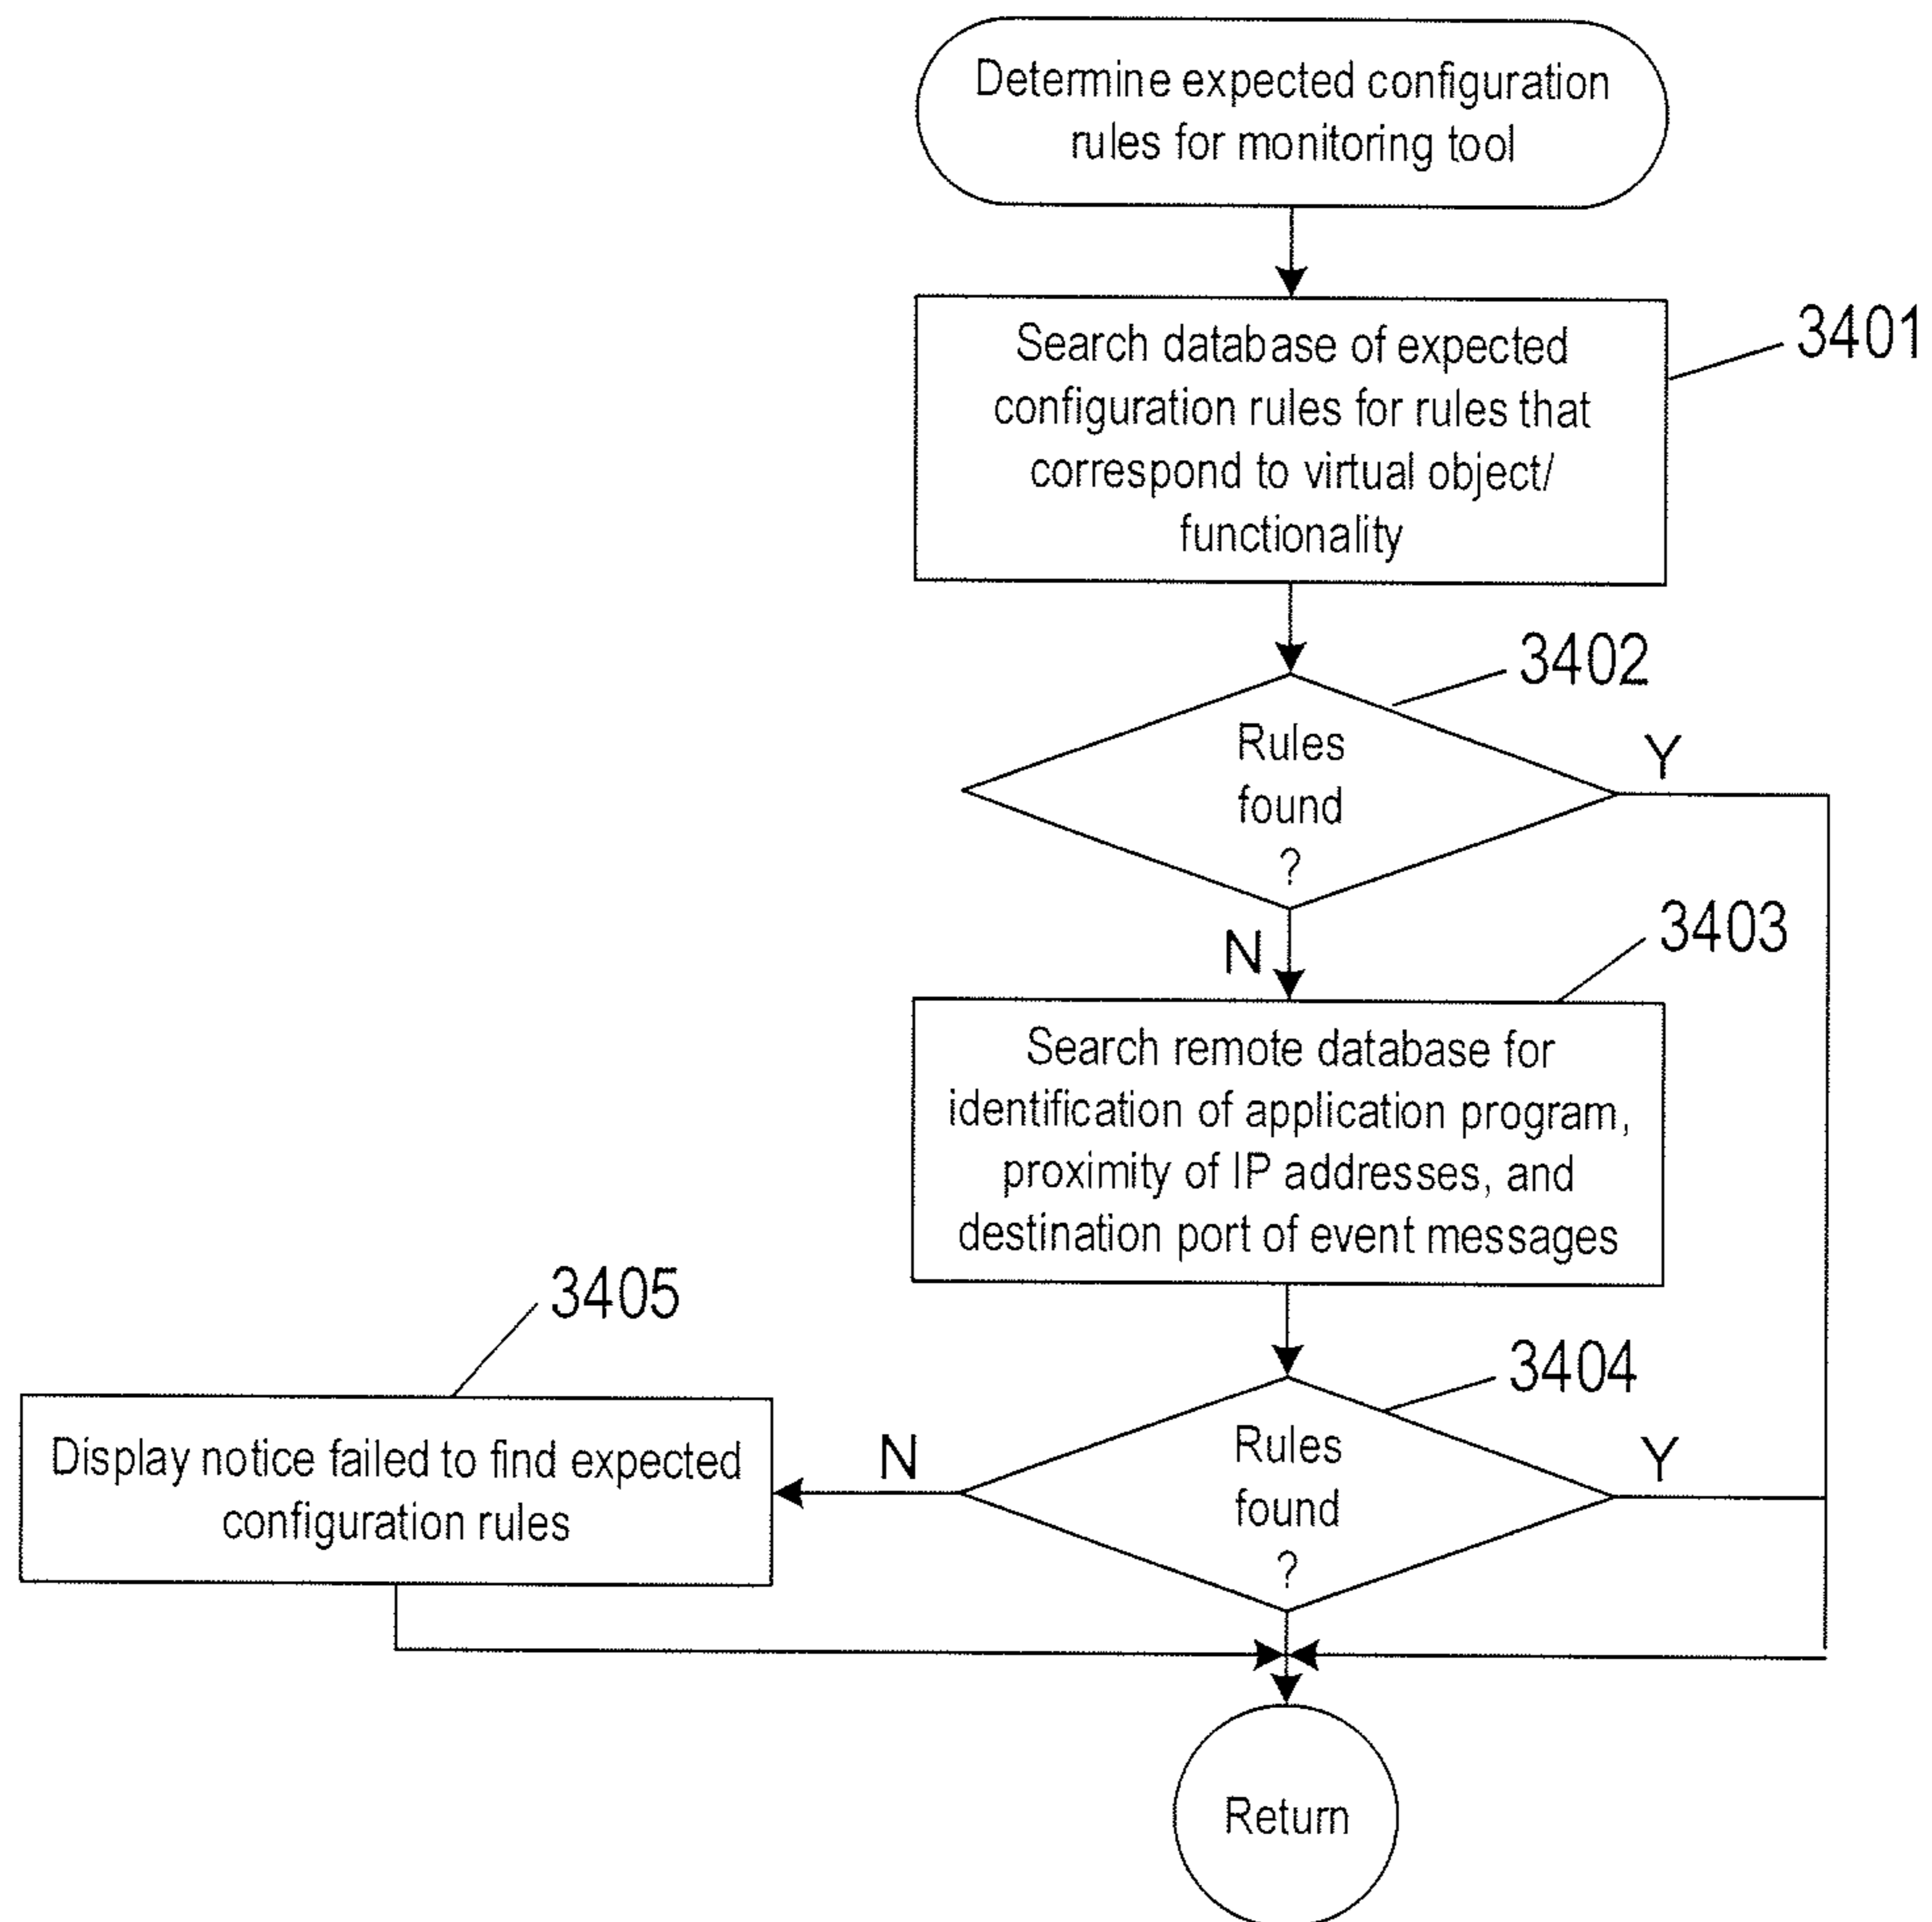 Determine expected configuration
rules for monitoring tool
Search database of expected
configuration rules for rules that
correspond to virtual object/
functionality
3401
3402
Rules
found
?
Y
N
3403
Search remote database for
identification of application program,
proximity of IP addresses, and
destination port of event messages
3404
Rules
found
?
Y
N
3405
Display notice failed to find expected
configuration rules
Return